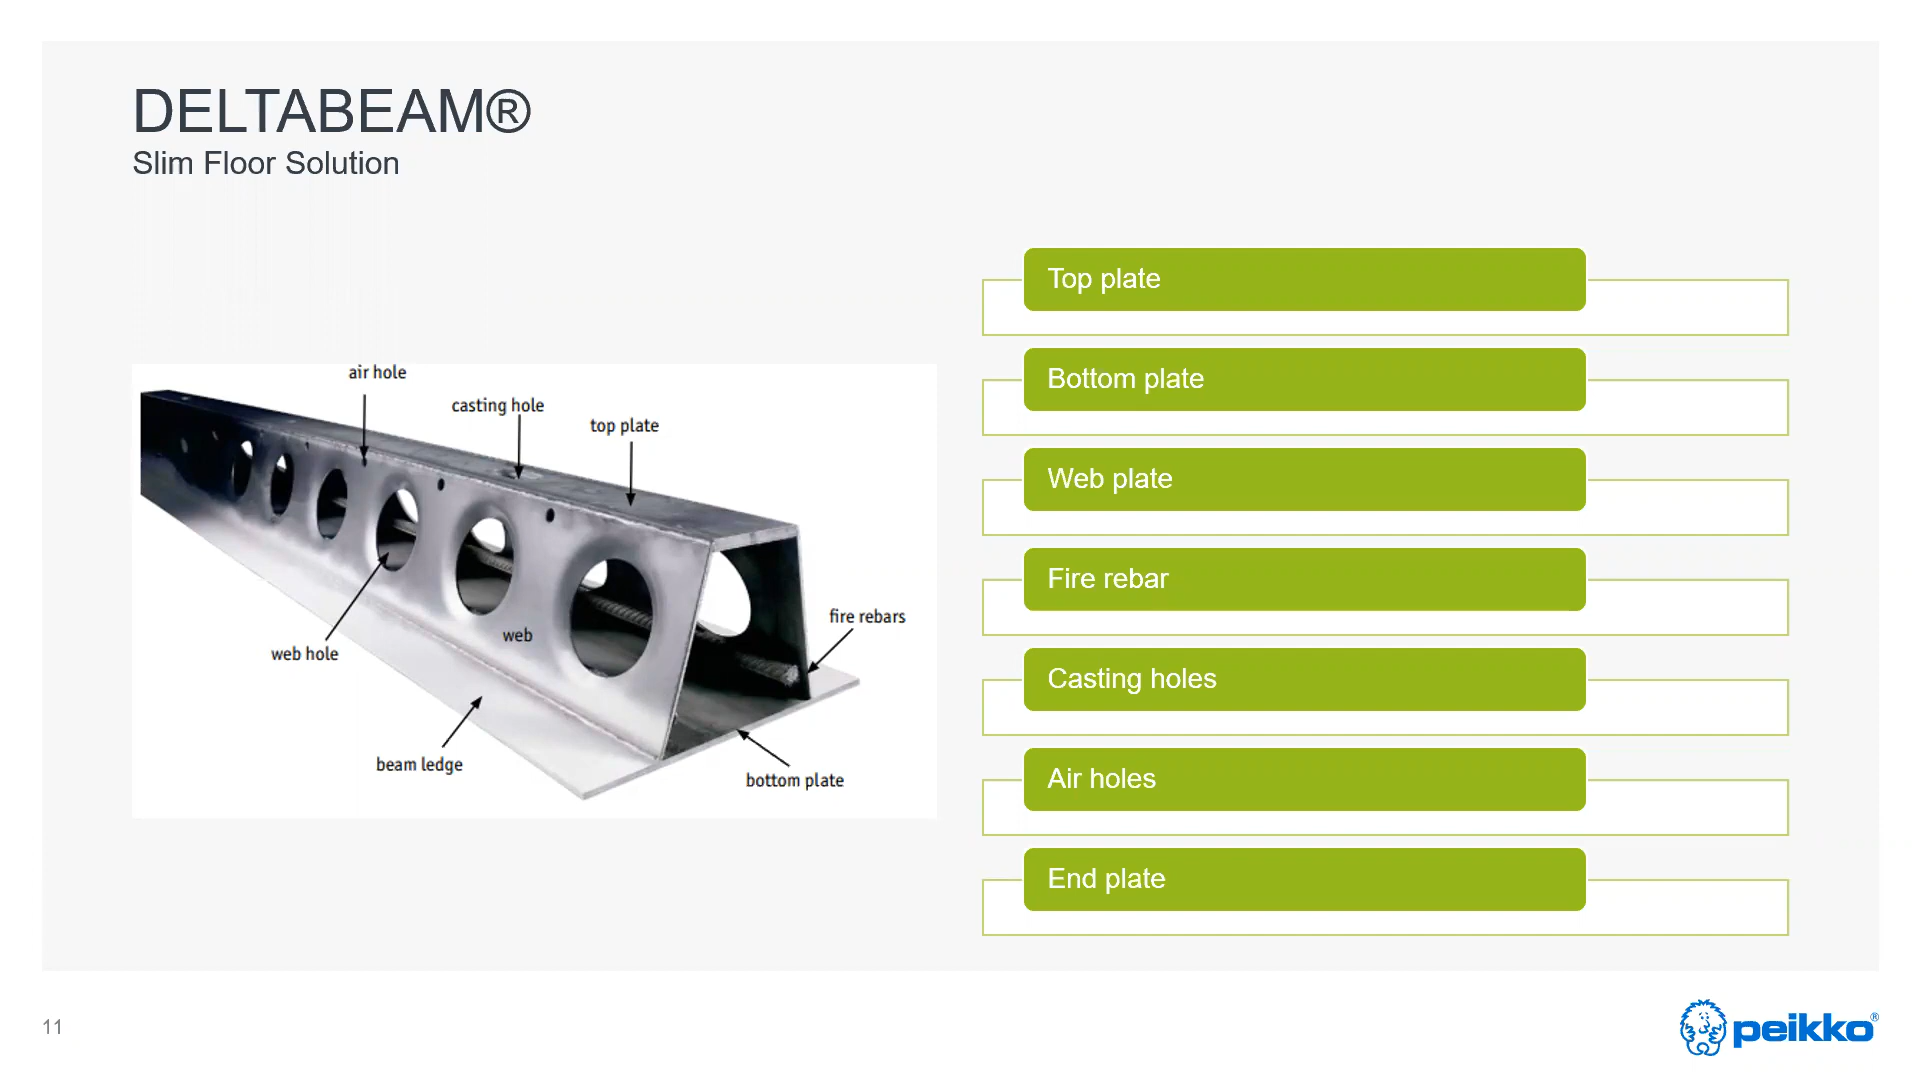 DELTABEAM®
Slim Floor Solution
air hole
casting hole
top plate
fire rebars
web
web hole
beam ledge
bottom plate
Top plate
Bottom plate
Web plate
Fire rebar
Casting holes
Air holes
End plate
11
peikko®